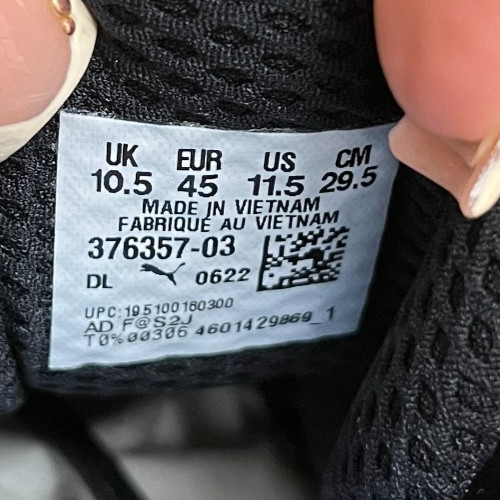 UK EUR US CM
10.5 45 11.5 29.5
MADE IN VIETNAM
FABRIQUÉ AU VIETNAM
376357-03
DL 0622
UPC:195100160300
AD F@S2J
T0%00306 4601429869_1